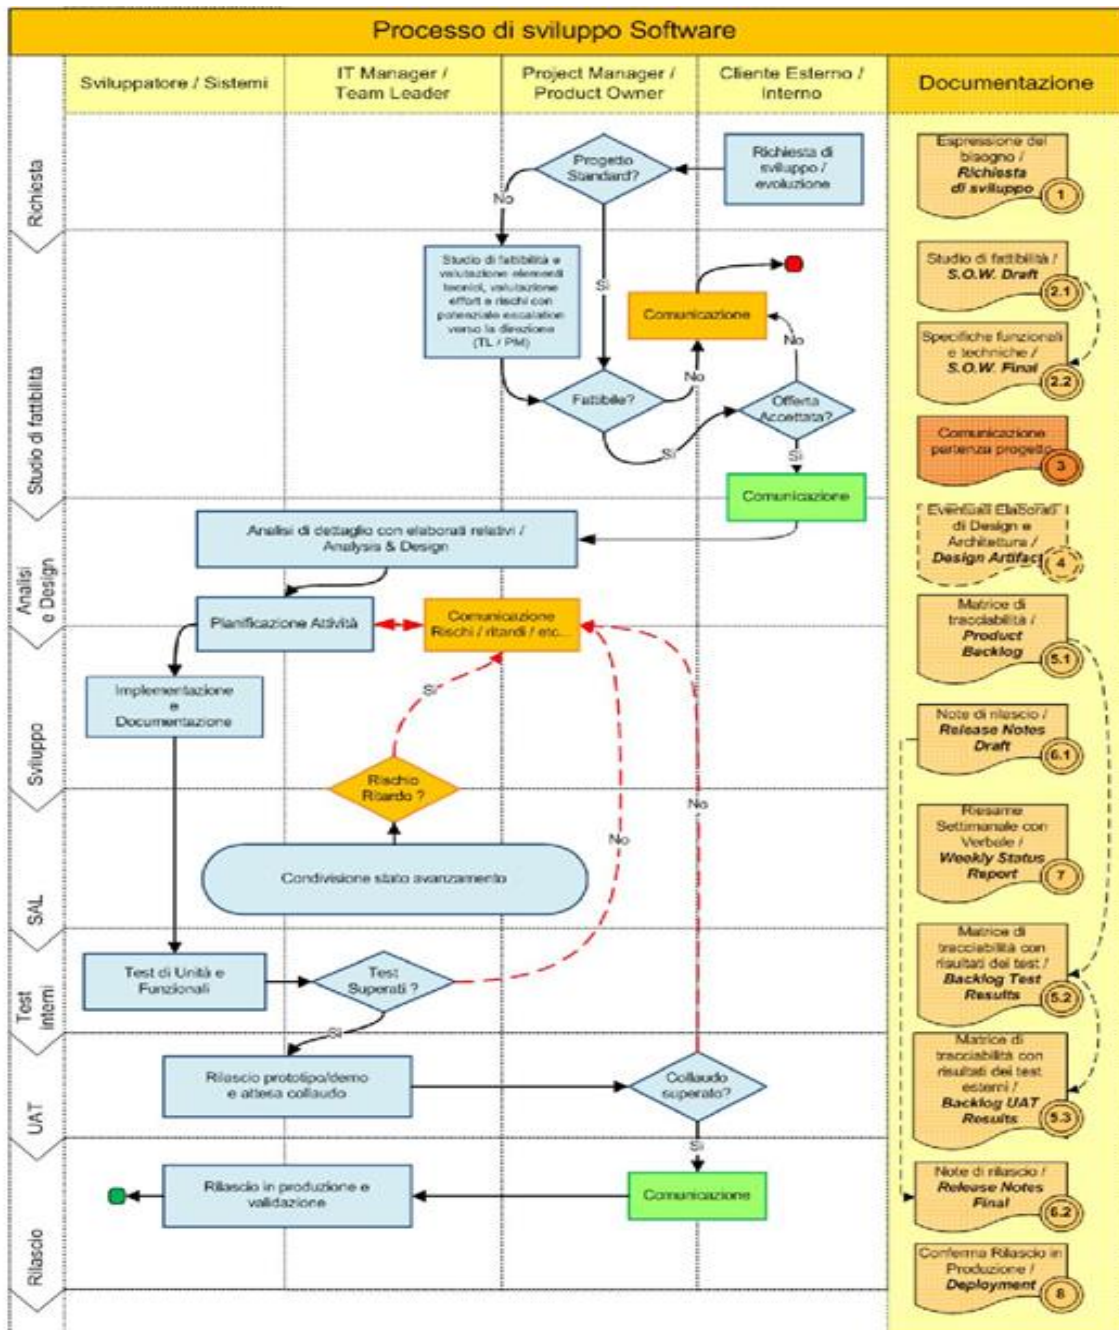 Processo di sviluppo Software
Sviluppatore / Sistemi
IT Manager /
Team Leader
Project Manager /
Product Owner
Cliente Esterno /
Interno
Documentazione
Richiesta
Progetto
Standard?
Richiesta di
sviluppo /
evoluzione
No
Si
Espressione del
bisogno /
Richiesta
di sviluppo
1
Studio di fattibilità
Studio di fattibilità e
valutazione elementi
tecnici, valutazione
effort e rischi con
potenziale escalation
verso la direzione
(TL / PM)
Comunicazione
No
No
Fattibile?
Offerta
Accettata?
Si
Si
Comunicazione
Studio di fattibilità /
S.O.W. Draft
2.1
Specifiche funzionali
e tecniche /
S.O.W. Final
2.2
Comunicazione
partenza progetto
3
Analisi
e Design
Analisi di dettaglio con elaborati relativi /
Analysis & Design
Pianificazione Attività
Comunicazione
Rischi / ritardi / etc...
Eventuali Elaborati
di Design e
Architettura /
Design Artifact
4
Matrice di
tracciabilità /
Product
Backlog
5.1
Sviluppo
Implementazione
e
Documentazione
Si
Rischio
Ritardo ?
No
Note di rilascio /
Release Notes
Draft
6.1
SAL
Condivisione stato avanzamento
No
Riesame
Settimanale con
Verbale /
Weekly Status
Report
7
Test
Interni
Test di Unità e
Funzionali
Test
Superati ?
Si
Matrice di
tracciabilità con
risultati dei test /
Backlog Test
Results
5.2
UAT
Rilascio prototipo/demo
e attesa collaudo
Collaudo
superato?
Si
Matrice di
tracciabilità con
risultati dei test
esterni /
Backlog UAT
Results
5.3
Rilascio
Rilascio in produzione e
validazione
Comunicazione
Note di rilascio /
Release Notes
Final
6.2
Conferma Rilascio in
Produzione /
Deployment
8